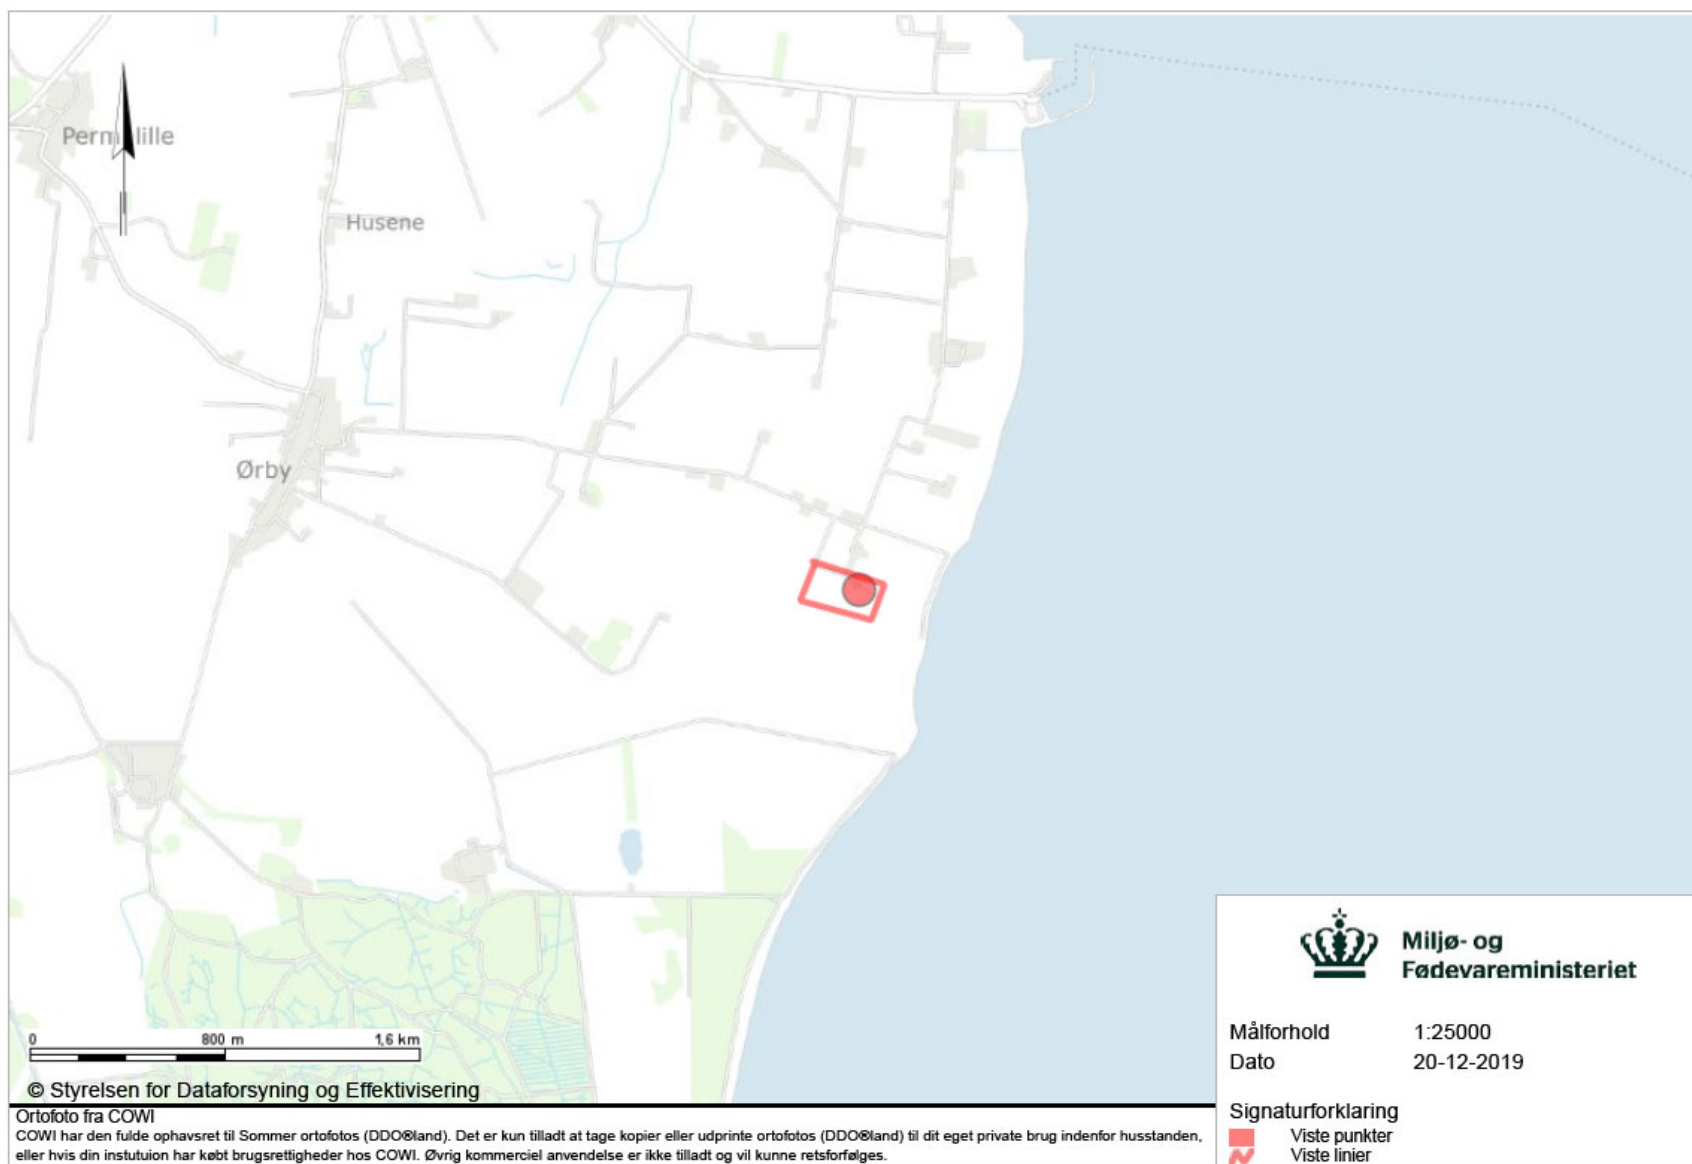 Husene
Ørby
0 800 m 1,6 km
© Styrelsen for Dataforsyning og Effektivisering
Ortofoto fra COWI
COWI har den fulde ophavsret til Sommer ortofotos (DDO®land). Det er kun tilladt at tage kopier eller udprinte ortofotos (DDO®land) til dit eget private brug indenfor husstanden,
eller hvis din instutuion har købt brugsrettigheder hos COWI. Øvrig kommerciel anvendelse er ikke tilladt og vil kunne retsforfølges.
Miljø- og
Fødevareministeriet
Målforhold 1:25000
Dato 20-12-2019
Signaturforklaring
Viste punkter
Viste linier